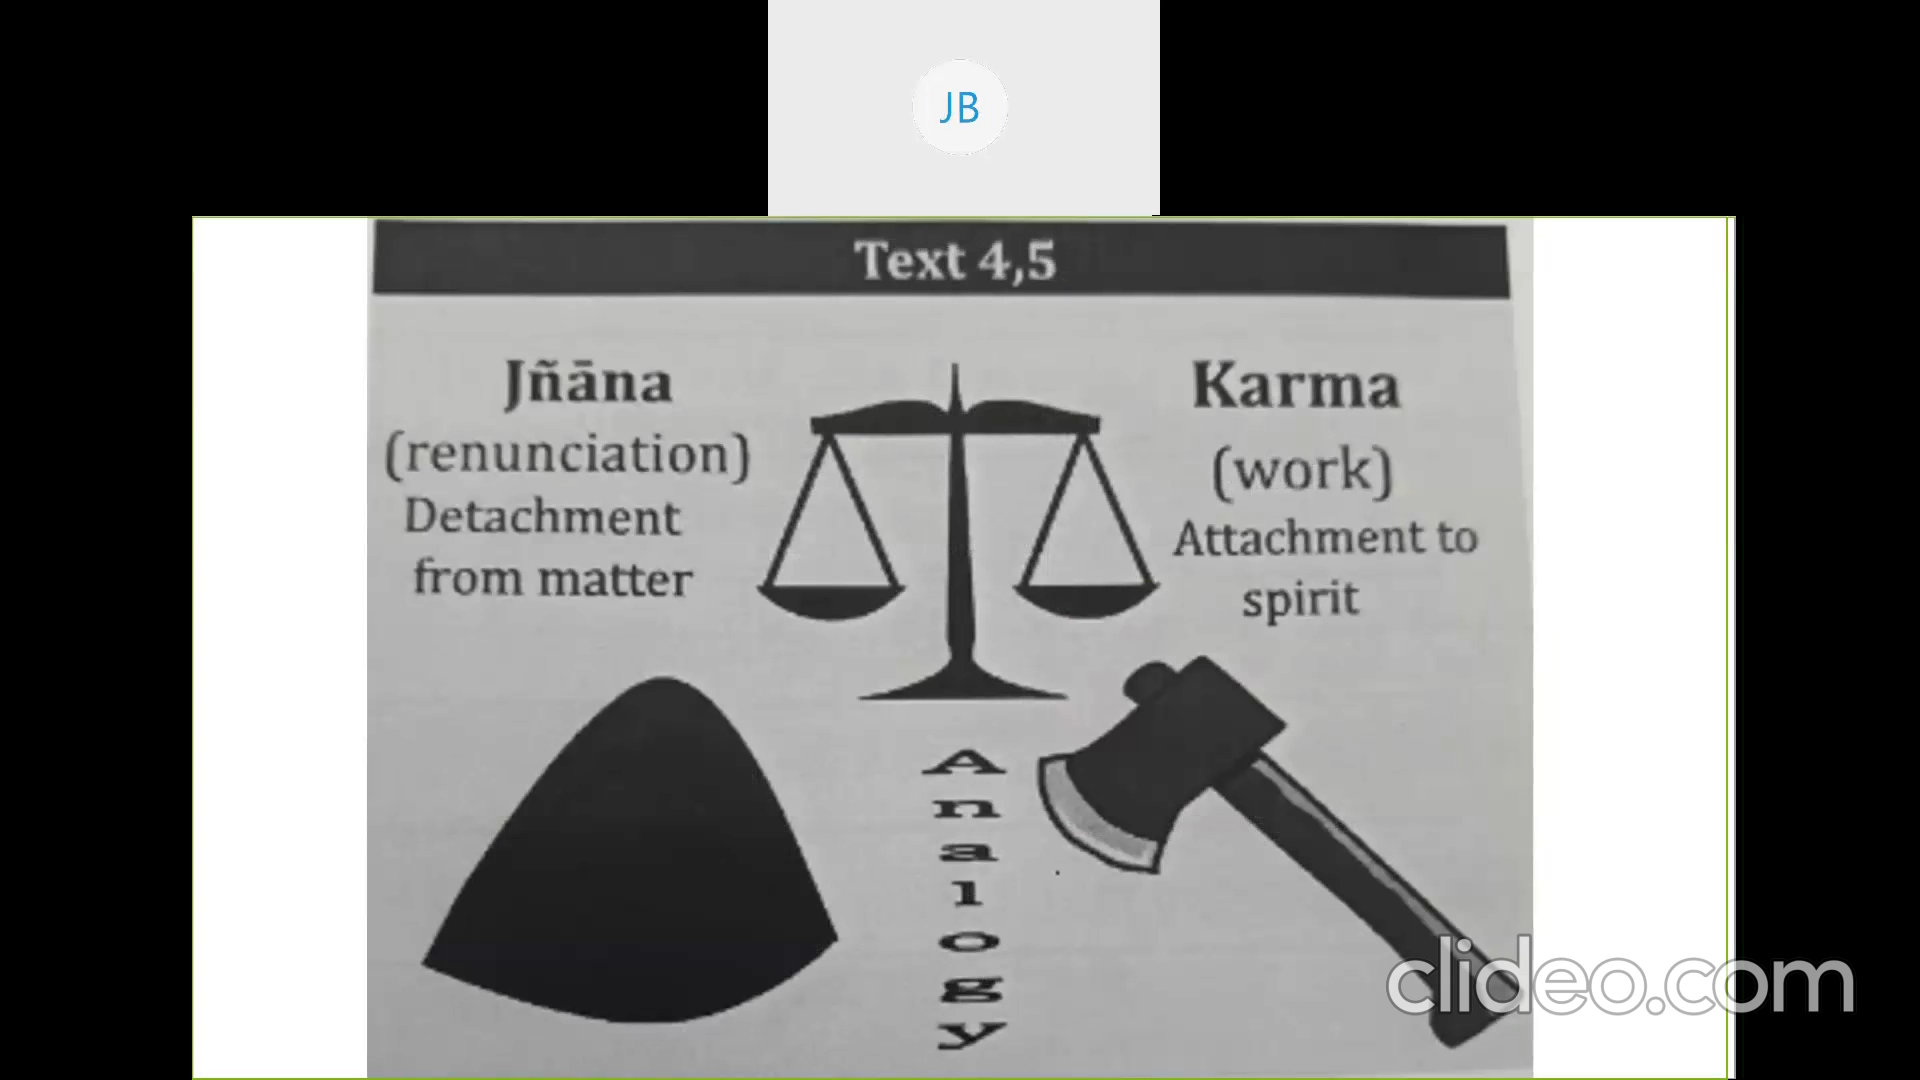 JB
Text 4,5
Jñāna
(renunciation)
Detachment
from matter
Karma
(work)
Attachment to
spirit
Analogy
clideo.com